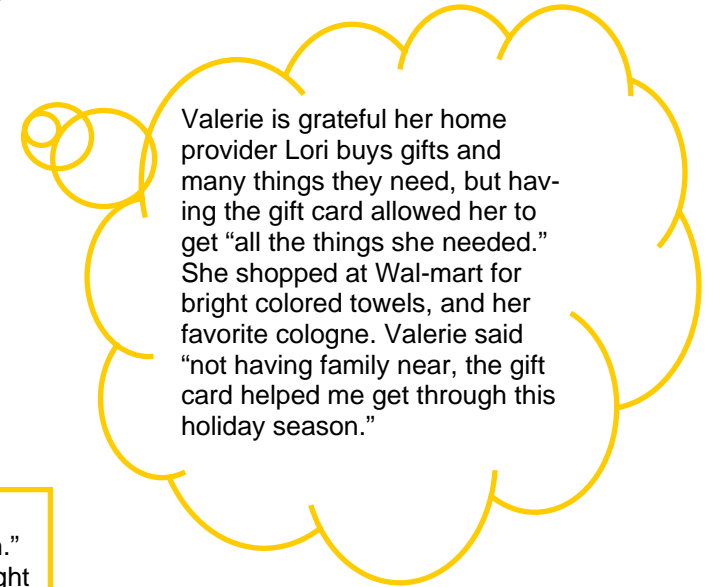 Valerie is grateful her home
provider Lori buys gifts and
many things they need, but hav-
ing the gift card allowed her to
get “all the things she needed.”
She shopped at Wal-mart for
bright colored towels, and her
favorite cologne. Valerie said
“not having family near, the gift
card helped me get through this
holiday season.”